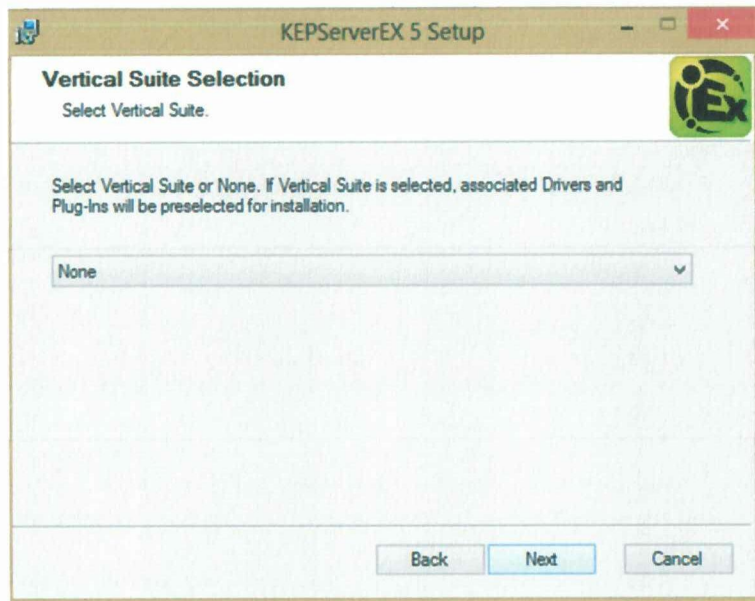 KEPServerEX 5 Setup
Vertical Suite Selection
Select Vertical Suite.
Ex
Select Vertical Suite or None. If Vertical Suite is selected, associated Drivers and
Plug-Ins will be preselected for installation.
None
Back Next Cancel